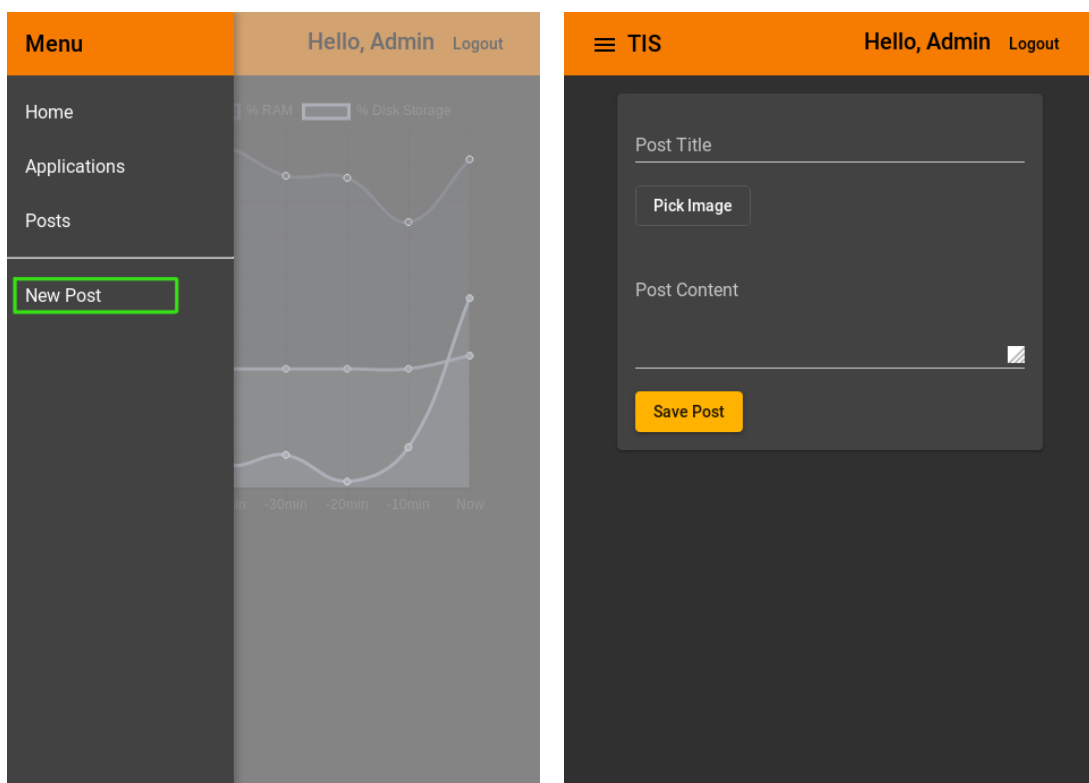 Menu
Hello, Admin Logout
Home
% RAM % Disk Storage
Applications
Posts
New Post
-30min -20min -10min Now
TIS Hello, Admin Logout
Post Title
Pick Image
Post Content
Save Post